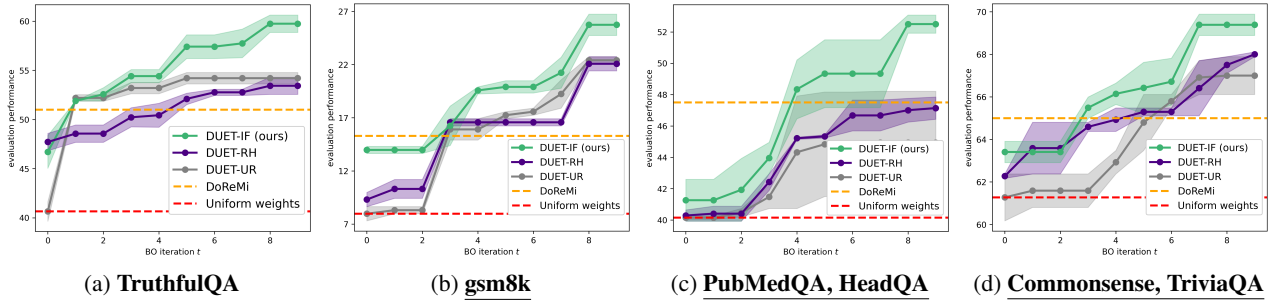 60
55
50
45
40
evaluation performance
0
2
4
6
8
BO iteration t
DUET-IF (ours)
DUET-RH
DUET-UR
DoReMi
Uniform weights
(a) TruthfulQA
27
22
17
12
7
evaluation performance
0
2
4
6
8
BO iteration t
DUET-IF (ours)
DUET-RH
DUET-UR
DoReMi
Uniform weights
(b) gsm8k
52
50
48
46
44
42
40
evaluation performance
0
2
4
6
8
BO iteration t
DUET-IF (ours)
DUET-RH
DUET-UR
DoReMi
Uniform weights
(c) PubMedQA, HeadQA
70
68
66
64
62
60
evaluation performance
0
2
4
6
8
BO iteration t
DUET-IF (ours)
DUET-RH
DUET-UR
DoReMi
Uniform weights
(d) Commonsense, TriviaQA